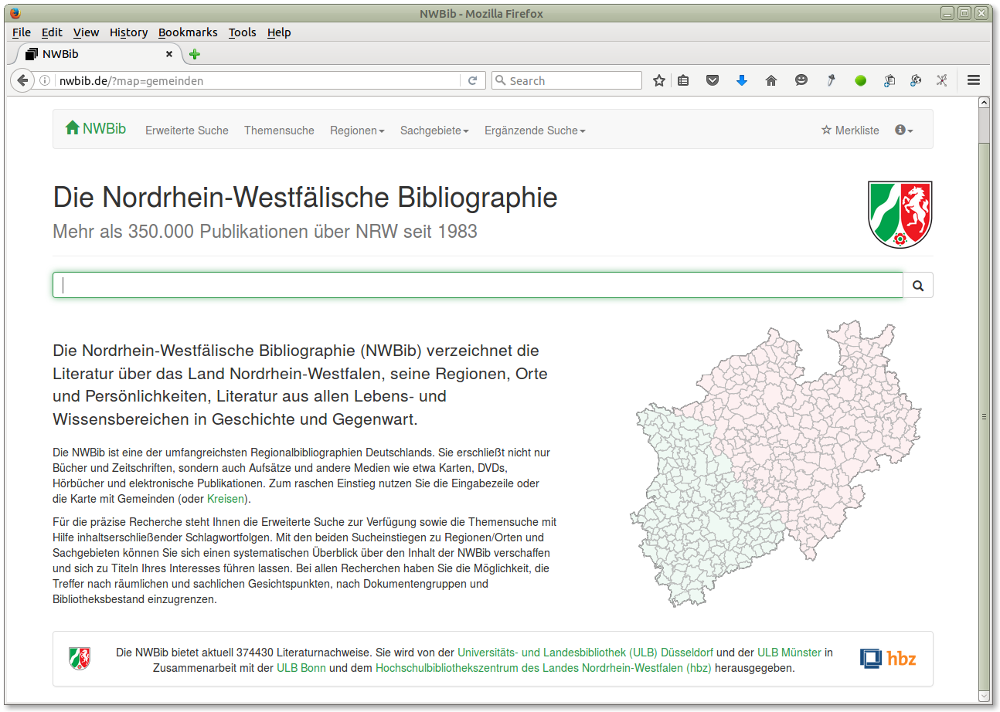 NWBib - Mozilla Firefox
File Edit View History Bookmarks Tools Help
NWBib
nwbib.de/?map=gemeinden
Search
NWBib Erweiterte Suche Themensuche Regionen Sachgebiete Ergänzende Suche Merkliste
Die Nordrhein-Westfälische Bibliographie
Mehr als 350.000 Publikationen über NRW seit 1983
Die Nordrhein-Westfälische Bibliographie (NWBib) verzeichnet die
Literatur über das Land Nordrhein-Westfalen, seine Regionen, Orte
und Persönlichkeiten, Literatur aus allen Lebens- und
Wissensbereichen in Geschichte und Gegenwart.
Die NWBib ist eine der umfangreichsten Regionalbibliographien Deutschlands. Sie erschließt nicht nur
Bücher und Zeitschriften, sondern auch Aufsätze und andere Medien wie etwa Karten, DVDs,
Hörbücher und elektronische Publikationen. Zum raschen Einstieg nutzen Sie die Eingabezeile oder
die Karte mit Gemeinden (oder Kreisen).
Für die präzise Recherche steht Ihnen die Erweiterte Suche zur Verfügung sowie die Themensuche mit
Hilfe inhaltserschließender Schlagwortfolgen. Mit den beiden Sucheinstiegen zu Regionen/Orten und
Sachgebieten können Sie sich einen systematischen Überblick über den Inhalt der NWBib verschaffen
und sich zu Titeln Ihres Interesses führen lassen. Bei allen Recherchen haben Sie die Möglichkeit, die
Treffer nach räumlichen und sachlichen Gesichtspunkten, nach Dokumentengruppen und
Bibliotheksbestand einzugrenzen.
Die NWBib bietet aktuell 374430 Literaturnachweise. Sie wird von der Universitäts- und Landesbibliothek (ULB) Düsseldorf und der ULB Münster in
Zusammenarbeit mit der ULB Bonn und dem Hochschulbibliothekszentrum des Landes Nordrhein-Westfalen (hbz) herausgegeben.
hbz